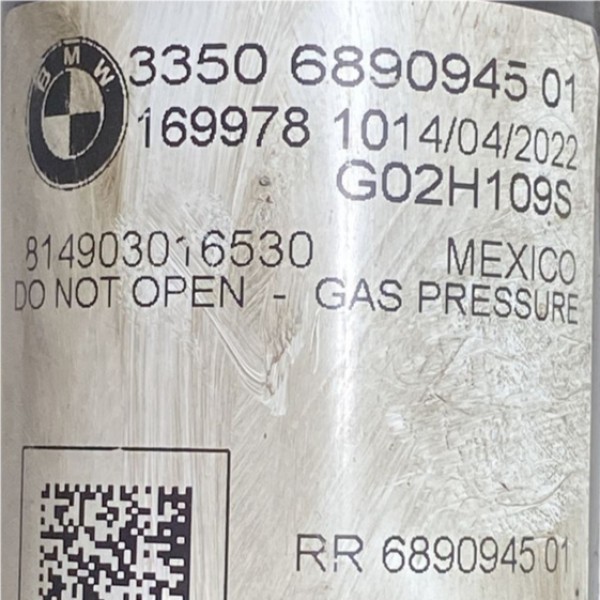 BMW
3350 6890945 01
169978 1014/04/2022
G02H109S
814903016530 MEXICO
DO NOT OPEN - GAS PRESSURE
RR 6890945 01